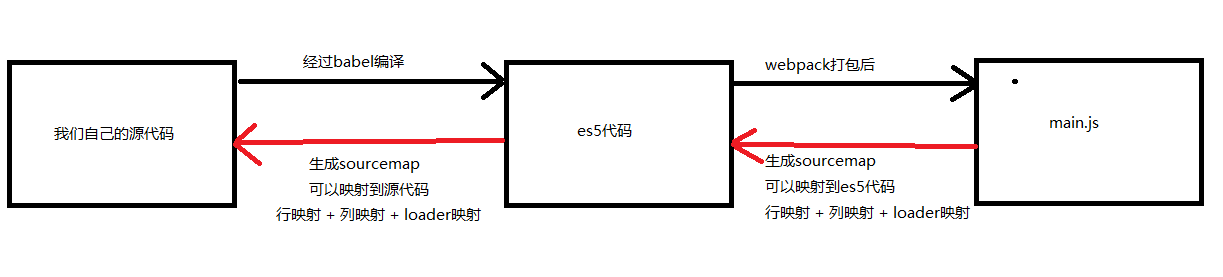 经过babel编译
webpack打包后
我们自己的源代码
es5代码
main.js
生成sourcemap
可以映射到源代码
行映射 + 列映射 + loader映射
生成sourcemap
可以映射到es5代码
行映射 + 列映射 + loader映射